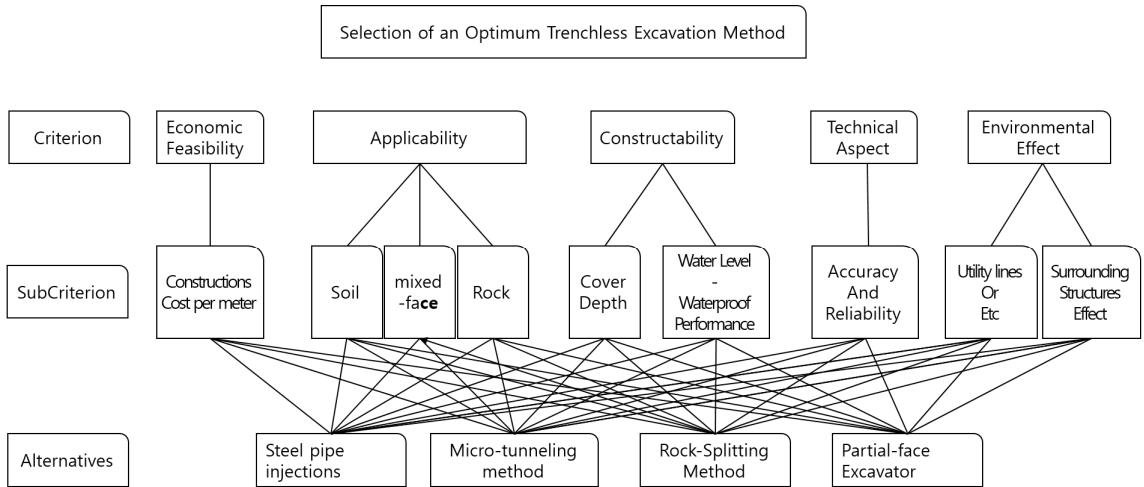 Selection of an Optimum Trenchless Excavation Method
Criterion
Economic
Feasibility
Applicability
Constructability
Technical
Aspect
Environmental
Effect
SubCriterion
Constructions
Cost per meter
Soil
mixed
-face
Rock
Cover
Depth
Water Level
-
Waterproof
Performance
Accuracy
And
Reliability
Utility lines
Or
Etc
Surrounding
Structures
Effect
Alternatives
Steel pipe
injections
Micro-tunneling
method
Rock-Splitting
Method
Partial-face
Excavator